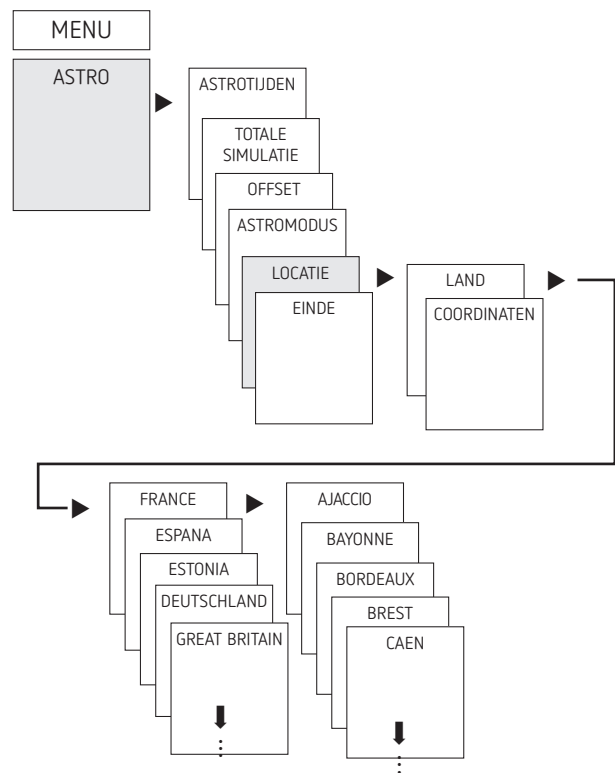 MENU
ASTRO
ASTROTIJDEN
TOTALE
SIMULATIE
OFFSET
ASTROMODUS
LOCATIE
EINDE
LAND
COORDINATEN
FRANCE
ESPANA
ESTONIA
DEUTSCHLAND
GREAT BRITAIN
AJACCIO
BAYONNE
BORDEAUX
BREST
CAEN